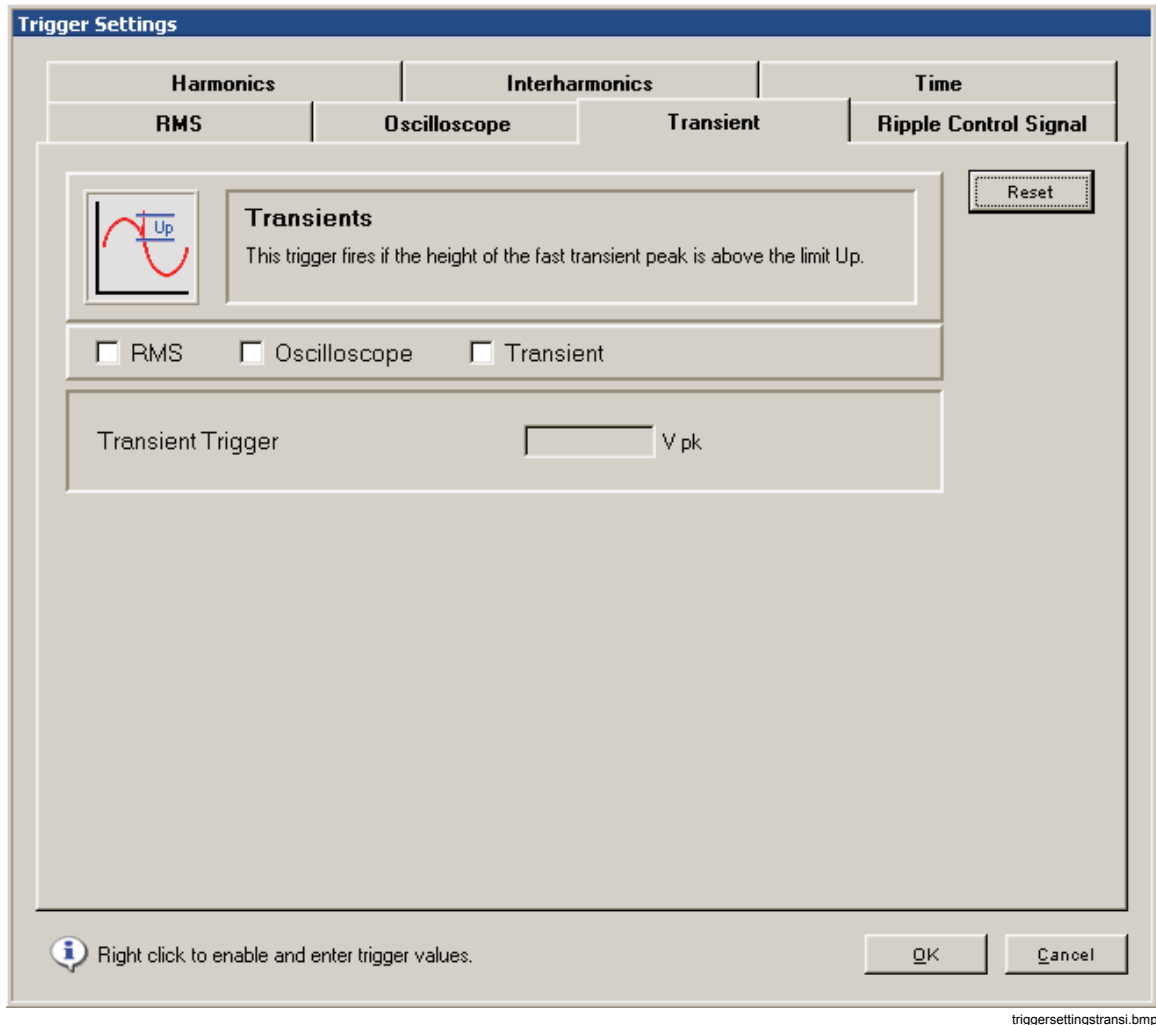 Trigger Settings
Harmonics Interharmonics Time
RMS Oscilloscope Transient Ripple Control Signal
Reset
Up
Transients
This trigger fires if the height of the fast transient peak is above the limit Up.
RMS Oscilloscope Transient
Transient Trigger V pk
Right click to enable and enter trigger values.
OK Cancel
triggersettingstransi.bmp